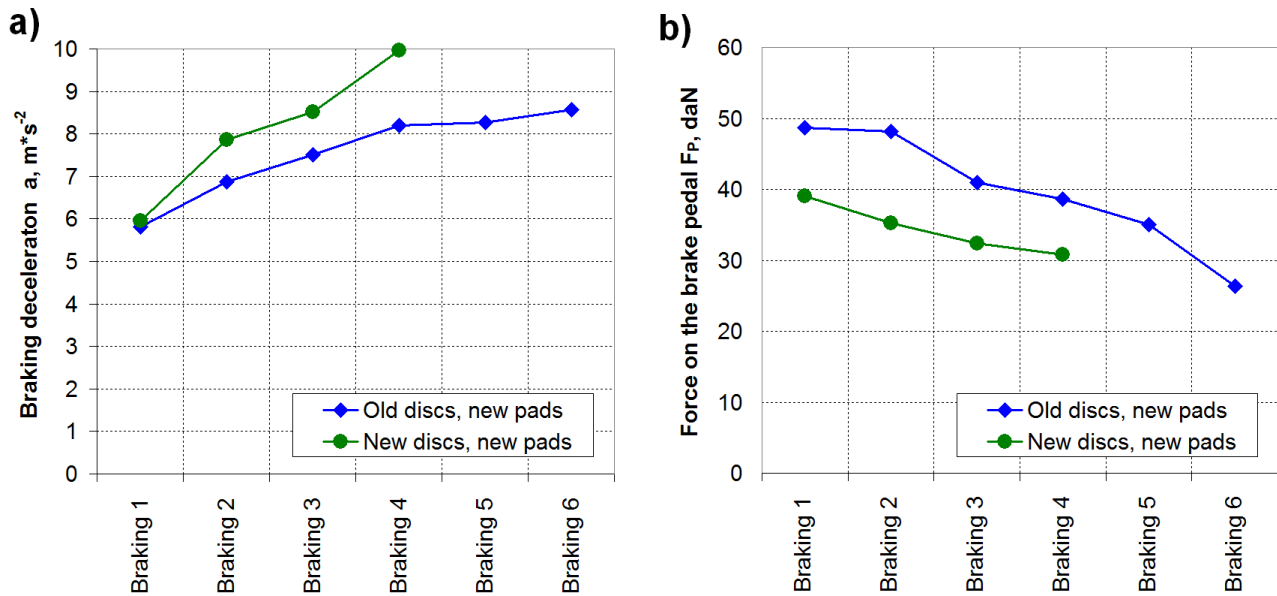 a)
Braking deceleraton a, m*s-2
10
9
8
7
6
5
4
3
2
1
0
Old discs, new pads
New discs, new pads
Braking 1
Braking 2
Braking 3
Braking 4
Braking 5
Braking 6
b)
Force on the brake pedal FP, daN
60
50
40
30
20
10
0
Old discs, new pads
New discs, new pads
Braking 1
Braking 2
Braking 3
Braking 4
Braking 5
Braking 6